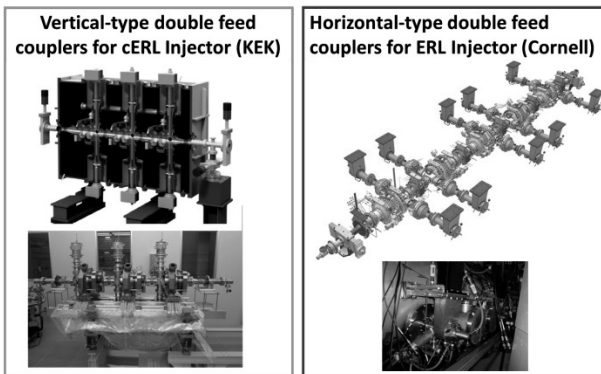 Vertical-type double feed
couplers for cERL Injector (KEK)
Horizontal-type double feed
couplers for ERL Injector (Cornell)